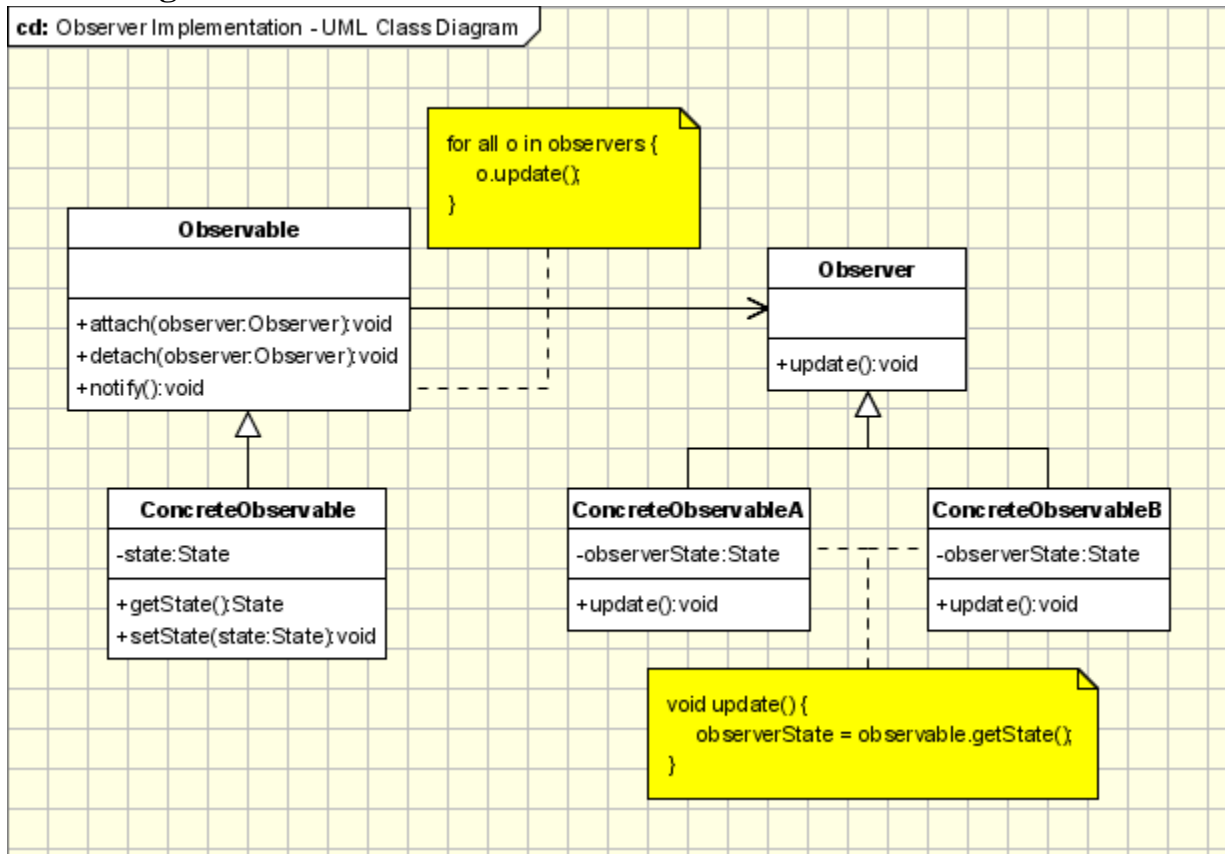 cd: Observer Implementation - UML Class Diagram
for all o in observers {
o.update();
}
Observable
+attach(observer:Observer):void
+detach(observer:Observer):void
+notify():void
Observer
+update():void
ConcreteObservable
-state:State
+getState():State
+setState(state:State):void
ConcreteObservableA
-observerState:State
+update():void
ConcreteObservableB
-observerState:State
+update():void
void update() {
observerState = observable.getState();
}